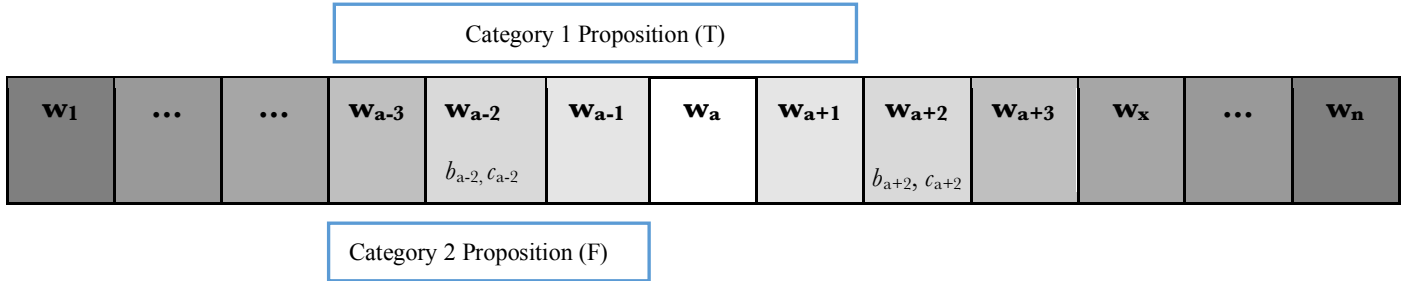 Category 1 Proposition (T)
w1 ... ... wa-3 wa-2 wa-1 wa wa+1 wa+2 wa+3 wx ... wn
ba-2, ca-2 ba+2, ca+2
Category 2 Proposition (F)